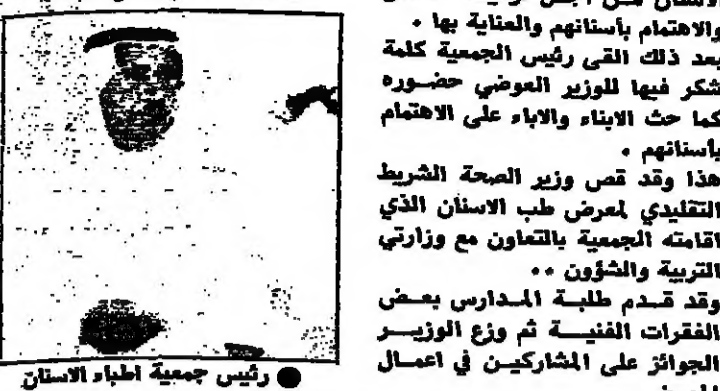 والاهتمام بأسنانهم والعناية بها .
بعد ذلك القى رئيس الجمعية كلمة
شكر فيها للوزير العوضي حضوره
كما حث الابناء والاباء على الاهتمام
بأسنانهم .
هذا وقد قص وزير الصحة الشريط
التقليدي لمعرض طب الاسنان الذي
اقامته الجمعية بالتعاون مع وزارتي
التربية والشؤون ..
وقد قدم طلبة المدارس بعض
الفقرات الفنية ثم وزع الوزير
الجوائز على المشاركين في اعمال
● رئيس جمعية اطباء الاسنان